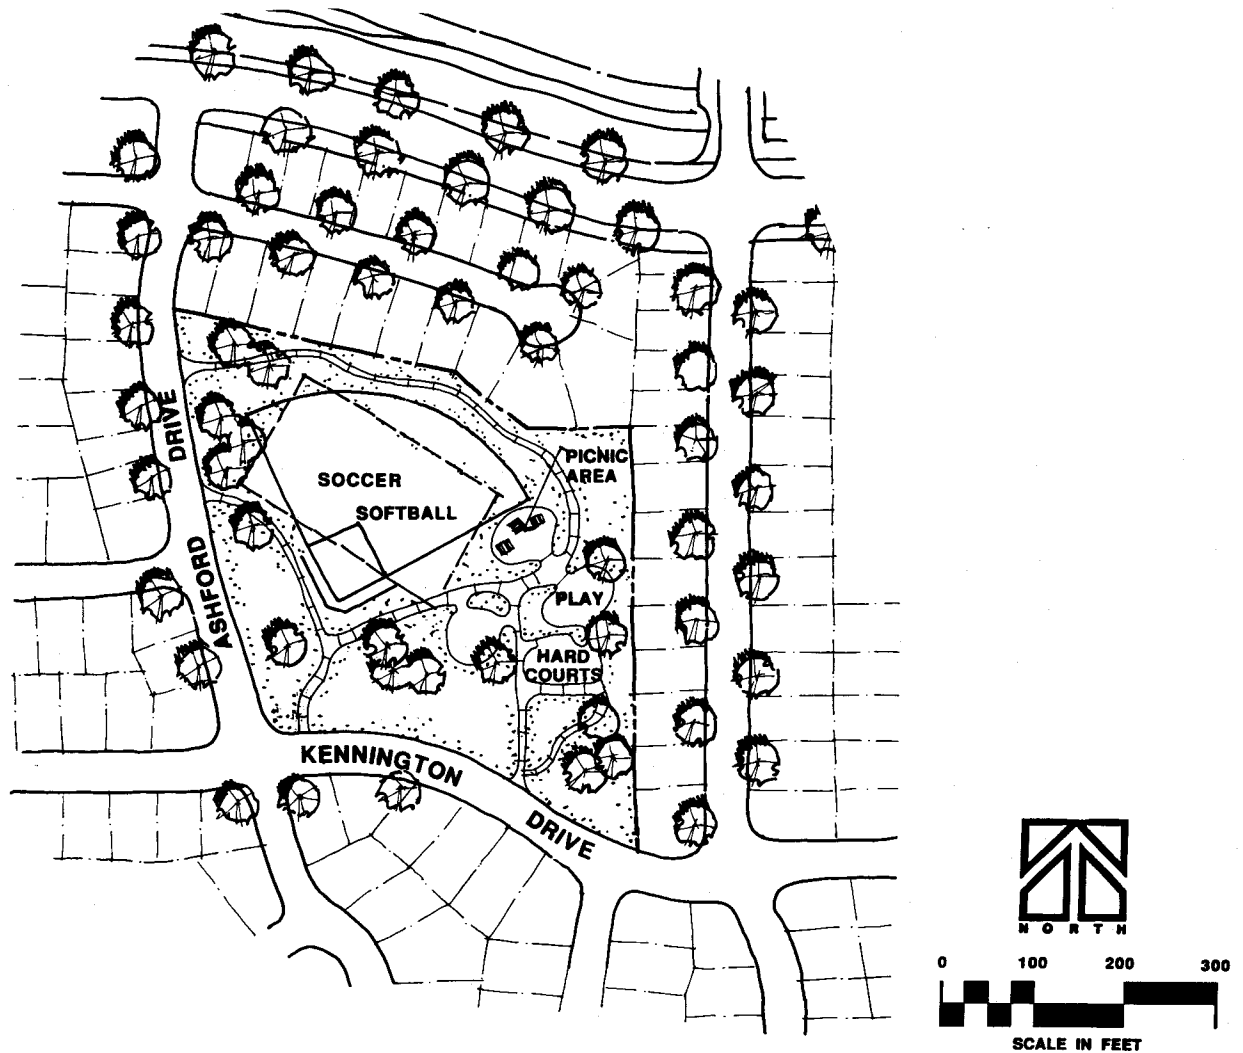 PICNIC
AREA
SOCCER
SOFTBALL
ASHFORD DRIVE
PLAY
HARD
COURTS
KENNINGTON DRIVE
NORTH
0 100 200 300
SCALE IN FEET